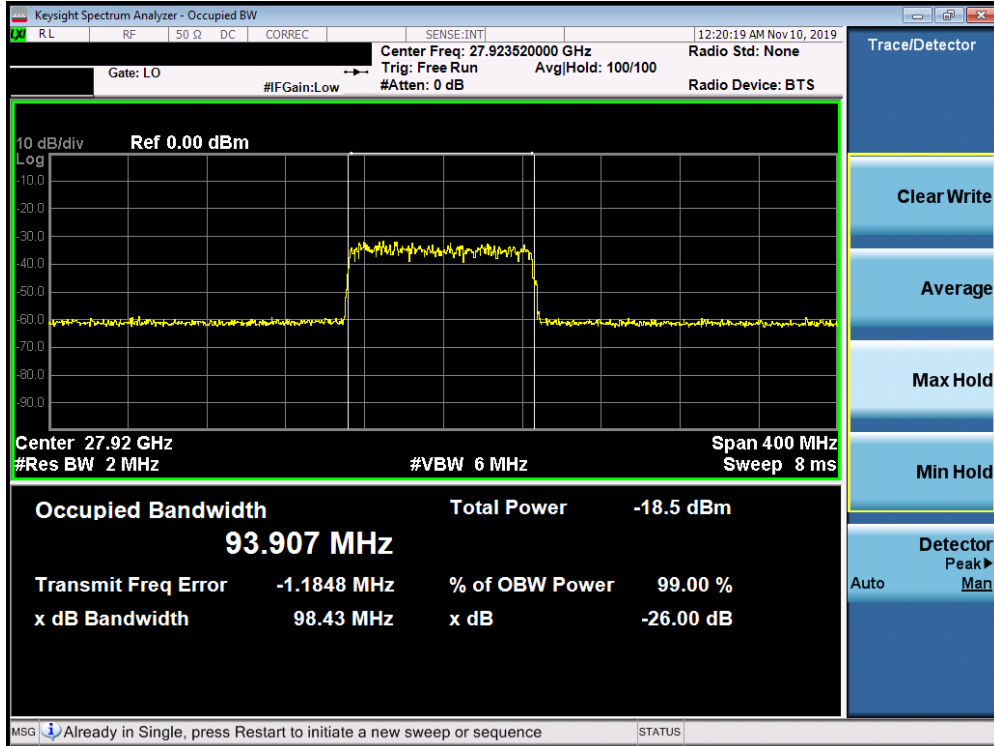 Keysight Spectrum Analyzer - Occupied BW
LXI RL RF 50 Ω DC CORREC SENSE:INT 12:20:19 AM Nov 10, 2019
Center Freq: 27.923520000 GHz Radio Std: None
Gate: LO Trig: Free Run Avg|Hold: 100/100
#IFGain:Low #Atten: 0 dB Radio Device: BTS
Trace/Detector
10 dB/div Ref 0.00 dBm
Log
-10.0
-20.0
-30.0
-40.0
-50.0
-60.0
-70.0
-80.0
-90.0
Center 27.92 GHz Span 400 MHz
#Res BW 2 MHz #VBW 6 MHz Sweep 8 ms
Occupied Bandwidth Total Power -18.5 dBm
93.907 MHz
Transmit Freq Error -1.1848 MHz % of OBW Power 99.00 %
x dB Bandwidth 98.43 MHz x dB -26.00 dB
Clear Write
Average
Max Hold
Min Hold
Detector
Peak▶
Auto Man
MSG Already in Single, press Restart to initiate a new sweep or sequence STATUS